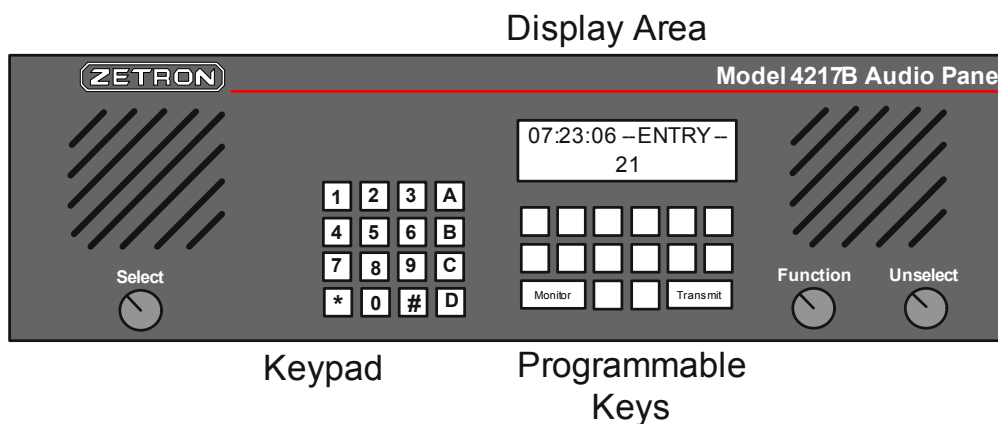 Display Area
ZETRON
Model 4217B Audio Pane
07:23:06 --ENTRY--
21
1 2 3 A
4 5 6 B
7 8 9 C
* 0 # D
Select
Monitor
Transmit
Function
Unselect
Keypad
Programmable
Keys